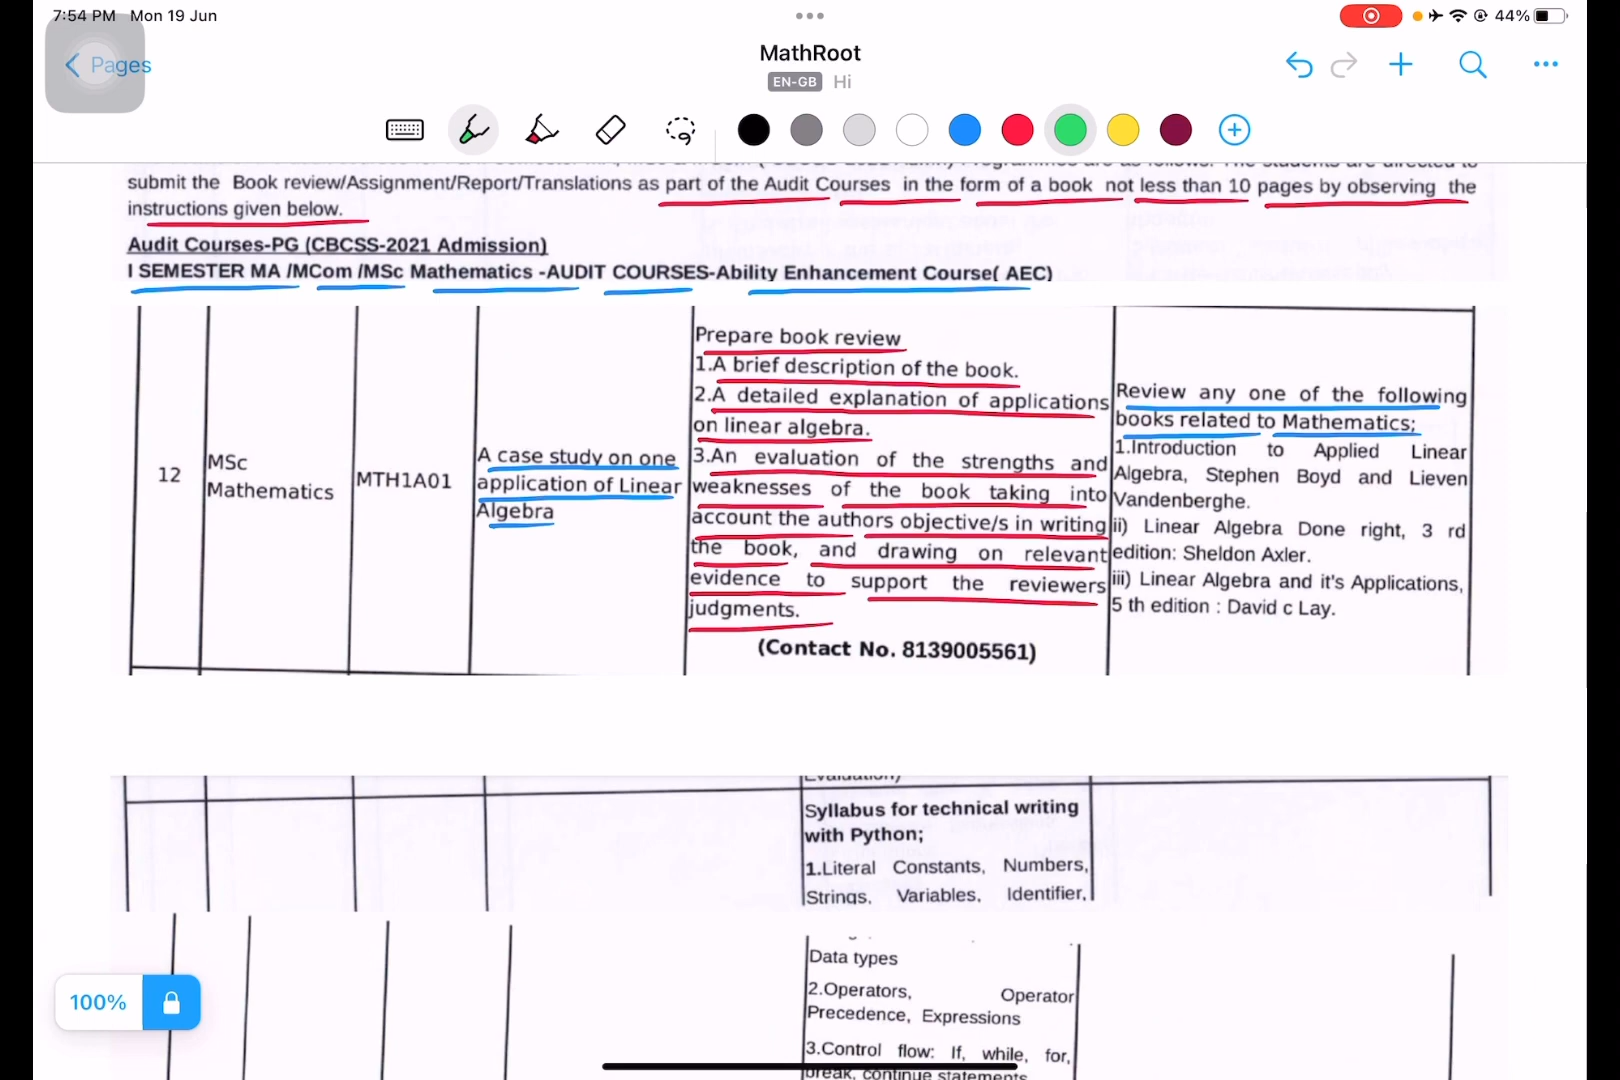 7:54 PM Mon 19 Jun
44%
Pages
MathRoot
EN-GB Hi
submit the Book review/Assignment/Report/Translations as part of the Audit Courses in the form of a book not less than 10 pages by observing the
instructions given below.
Audit Courses-PG (CBCSS-2021 Admission)
I SEMESTER MA /MCom /MSc Mathematics -AUDIT COURSES-Ability Enhancement Course( AEC)
12
MSc
Mathematics
MTH1A01
A case study on one
application of Linear
Algebra
Prepare book review
1.A brief description of the book.
2.A detailed explanation of applications
on linear algebra.
3.An evaluation of the strengths and
weaknesses of the book taking into
account the authors objective/s in writing
the book, and drawing on relevant
evidence to support the reviewers
judgments.
(Contact No. 8139005561)
Review any one of the following
books related to Mathematics;
1.Introduction to Applied Linear
Algebra, Stephen Boyd and Lieven
Vandenberghe.
ii) Linear Algebra Done right, 3 rd
edition: Sheldon Axler.
iii) Linear Algebra and it's Applications,
5 th edition : David c Lay.
Syllabus for technical writing
with Python;
1.Literal Constants, Numbers,
Strings, Variables, Identifier,
Data types
2.Operators, Operator
Precedence, Expressions
3.Control flow: If, while, for,
break, continue statements
100%